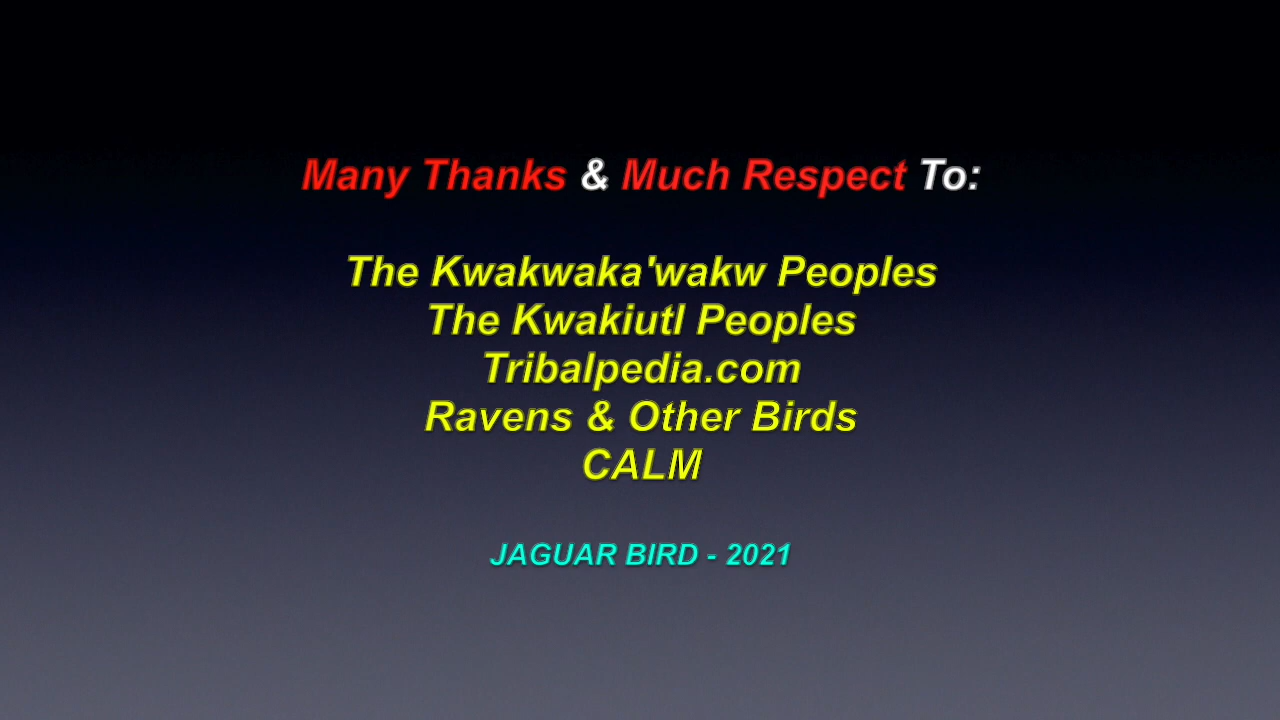 Many Thanks & Much Respect To:
The Kwakwaka'wakw Peoples
The Kwakiutl Peoples
Tribalpedia.com
Ravens & Other Birds
CALM
JAGUAR BIRD - 2021